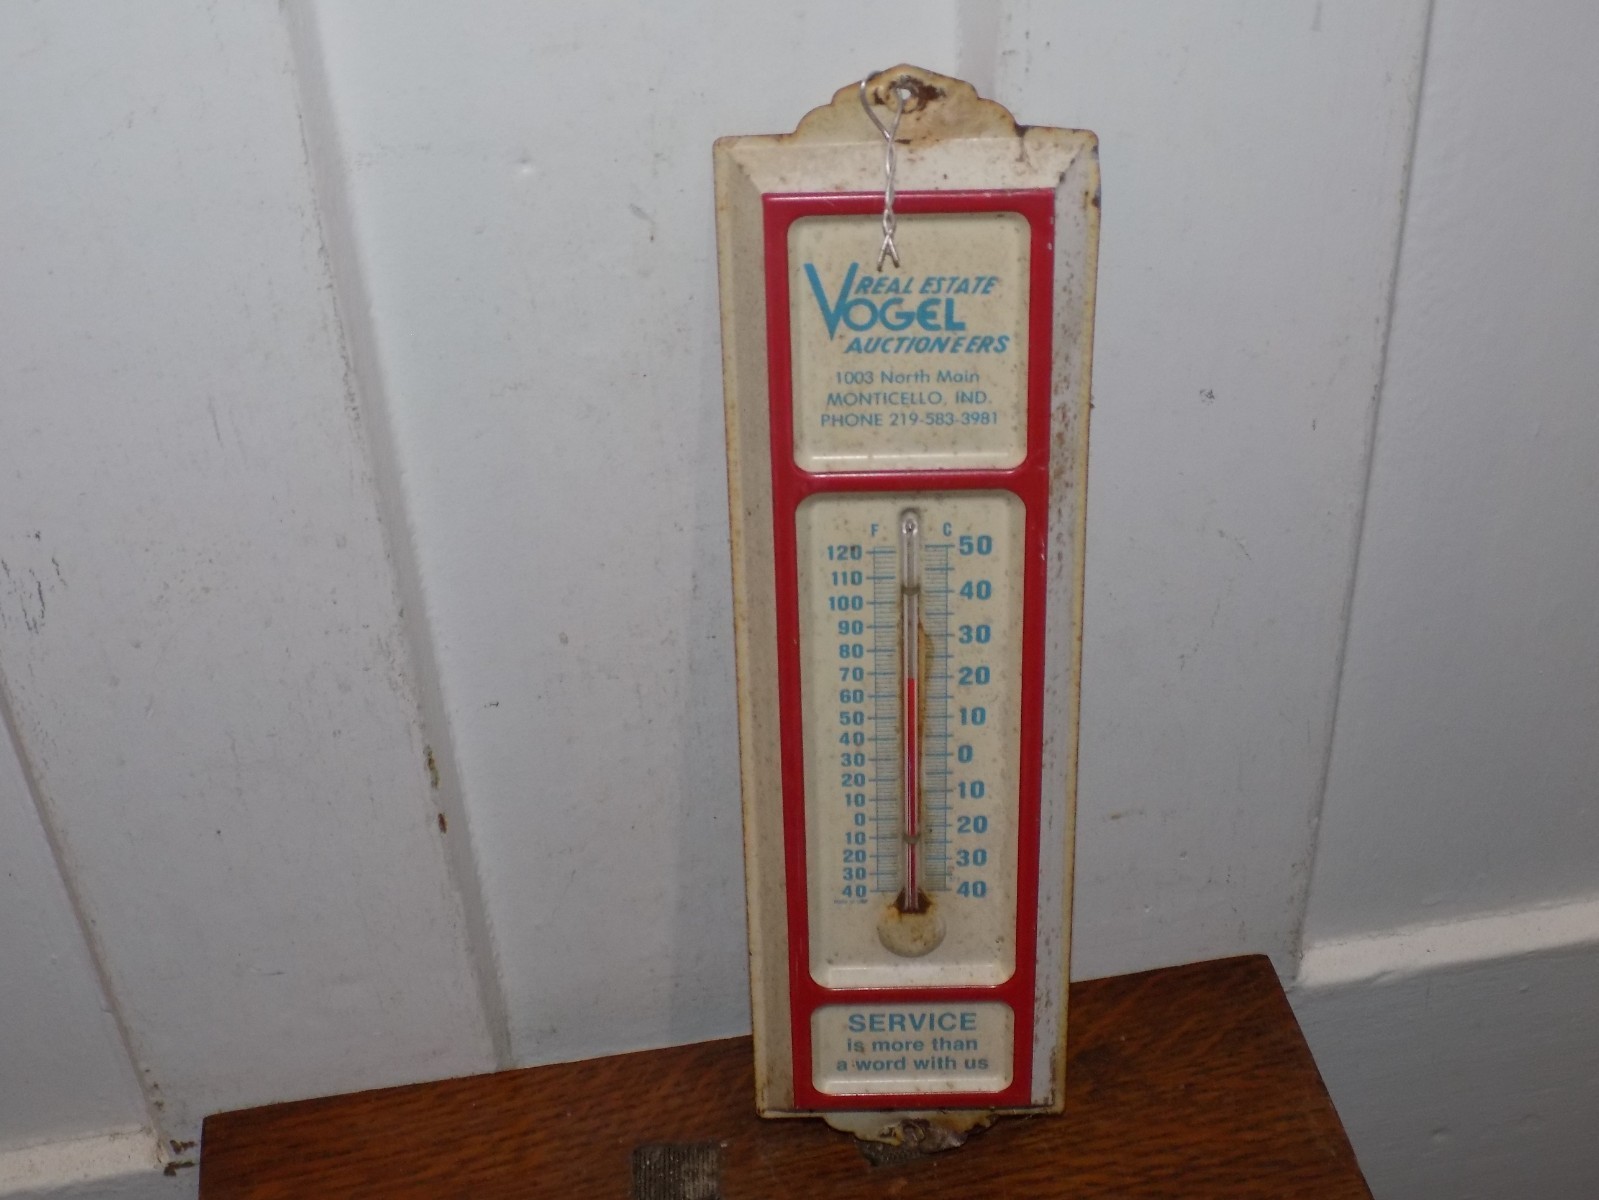 REAL ESTATE
VOGEL
AUCTIONEERS
1003 North Main
MONTICELLO, IND.
PHONE 219-583-3981
F C
120 50
110
100 40
90
80 30
70 20
60
50 10
40
30 0
20
10 10
0 20
10
20 30
30
40 40
SERVICE
is more than
a word with us